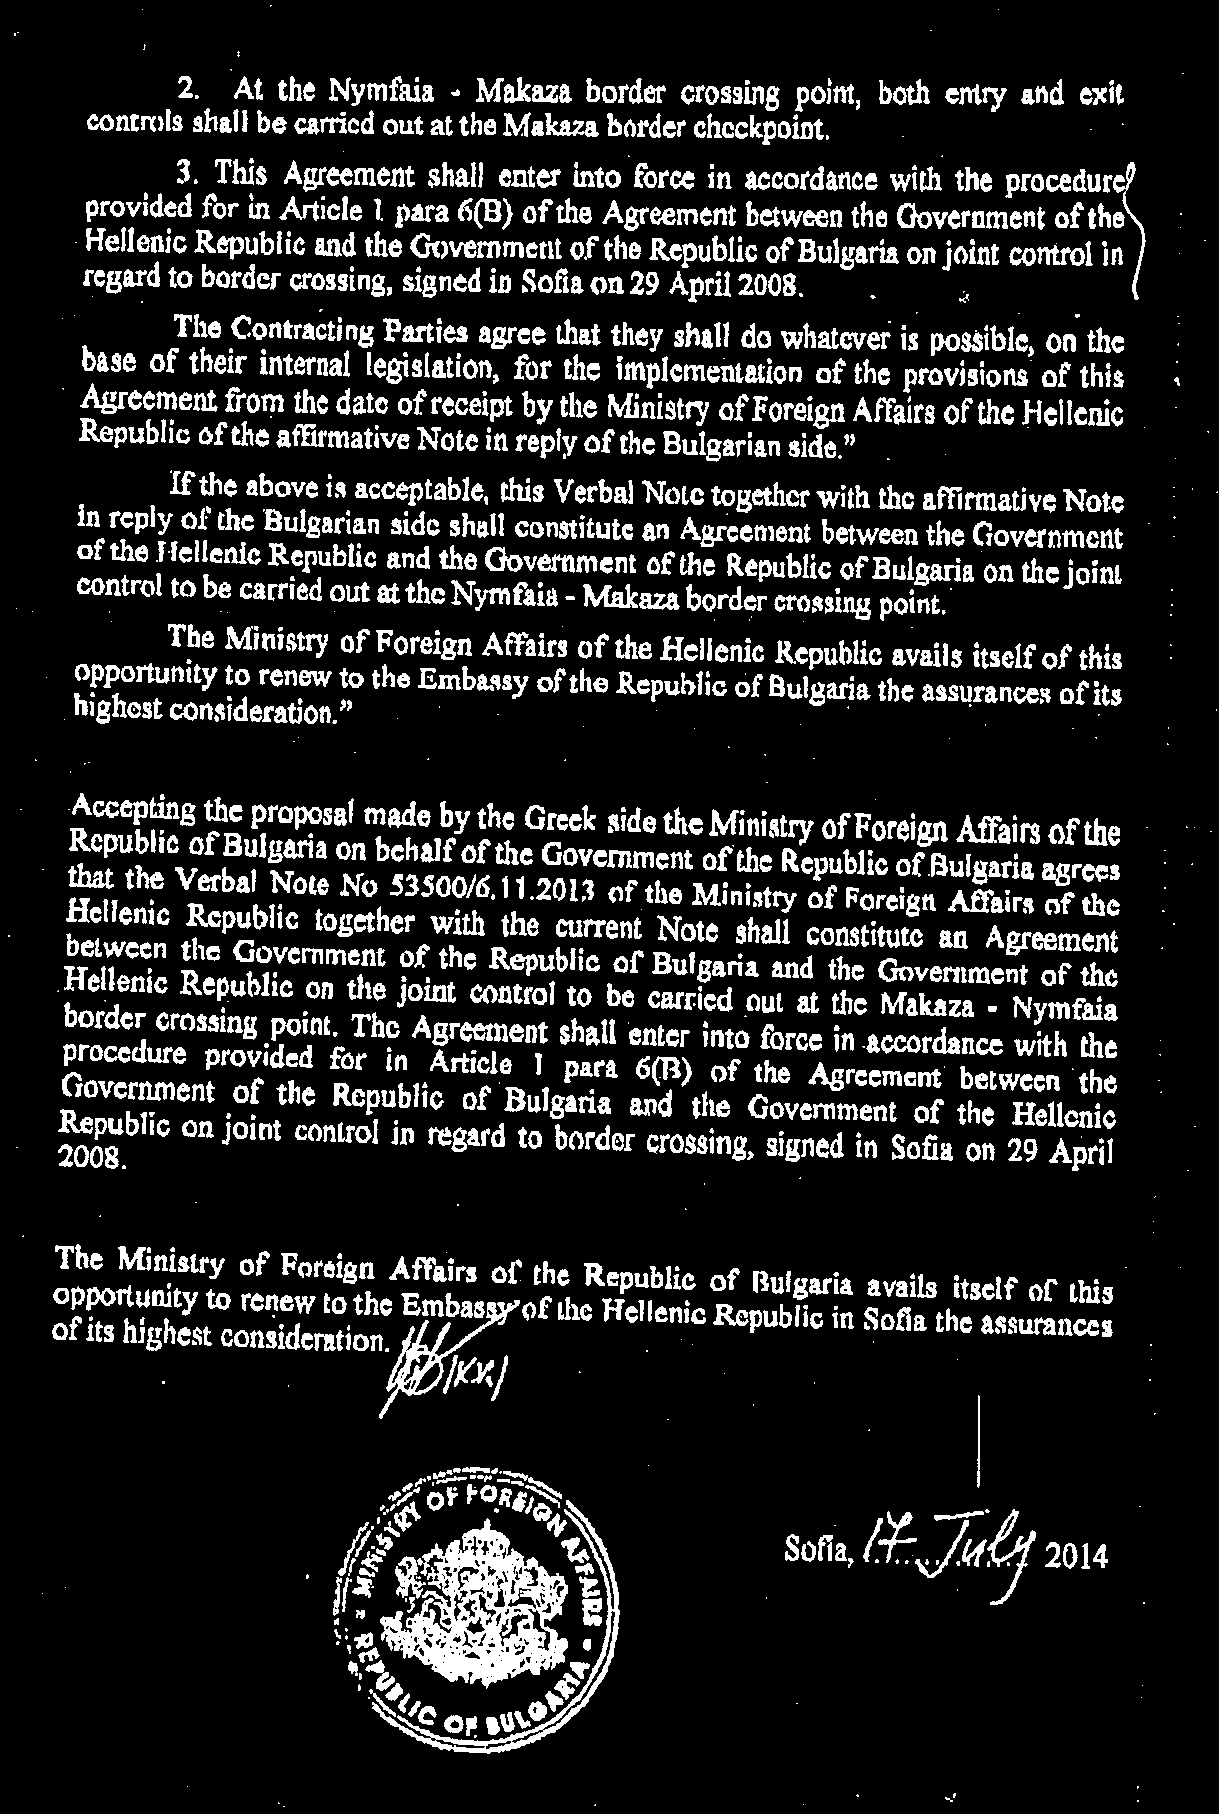 2. At the Nymfaia - Makaza border crossing point, both entry and exit
controls shall be carried out at the Makaza border checkpoint.
3. This Agreement shall enter into force in accordance with the procedure
provided for in Article 1 para 6(B) of the Agreement between the Government of the
Hellenic Republic and the Government of the Republic of Bulgaria on joint control in
regard to border crossing, signed in Sofia on 29 April 2008.
The Contracting Parties agree that they shall do whatever is possible, on the
base of their internal legislation, for the implementation of the provisions of this
Agreement from the date of receipt by the Ministry of Foreign Affairs of the Hellenic
Republic of the affirmative Note in reply of the Bulgarian side."
If the above is acceptable, this Verbal Note together with the affirmative Note
in reply of the Bulgarian side shall constitute an Agreement between the Government
of the Hellenic Republic and the Government of the Republic of Bulgaria on the joint
control to be carried out at the Nymfaia - Makaza border crossing point.
The Ministry of Foreign Affairs of the Hellenic Republic avails itself of this
opportunity to renew to the Embassy of the Republic of Bulgaria the assurances of its
highest consideration."
Accepting the proposal made by the Greek side the Ministry of Foreign Affairs of the
Republic of Bulgaria on behalf of the Government of the Republic of Bulgaria agrees
that the Verbal Note No 53500/6.11.2013 of the Ministry of Foreign Affairs of the
Hellenic Republic together with the current Note shall constitute an Agreement
between the Government of the Republic of Bulgaria and the Government of the
Hellenic Republic on the joint control to be carried out at the Makaza - Nymfaia
border crossing point. The Agreement shall enter into force in accordance with the
procedure provided for in Article 1 para 6(B) of the Agreement between the
Government of the Republic of Bulgaria and the Government of the Hellenic
Republic on joint control in regard to border crossing, signed in Sofia on 29 April
2008.
The Ministry of Foreign Affairs of the Republic of Bulgaria avails itself of this
opportunity to renew to the Embassy of the Hellenic Republic in Sofia the assurances
of its highest consideration.
MINISTRY OF FOREIGN AFFAIRS -
REPUBLIC OF BULGARIA
Sofia, 17. July 2014